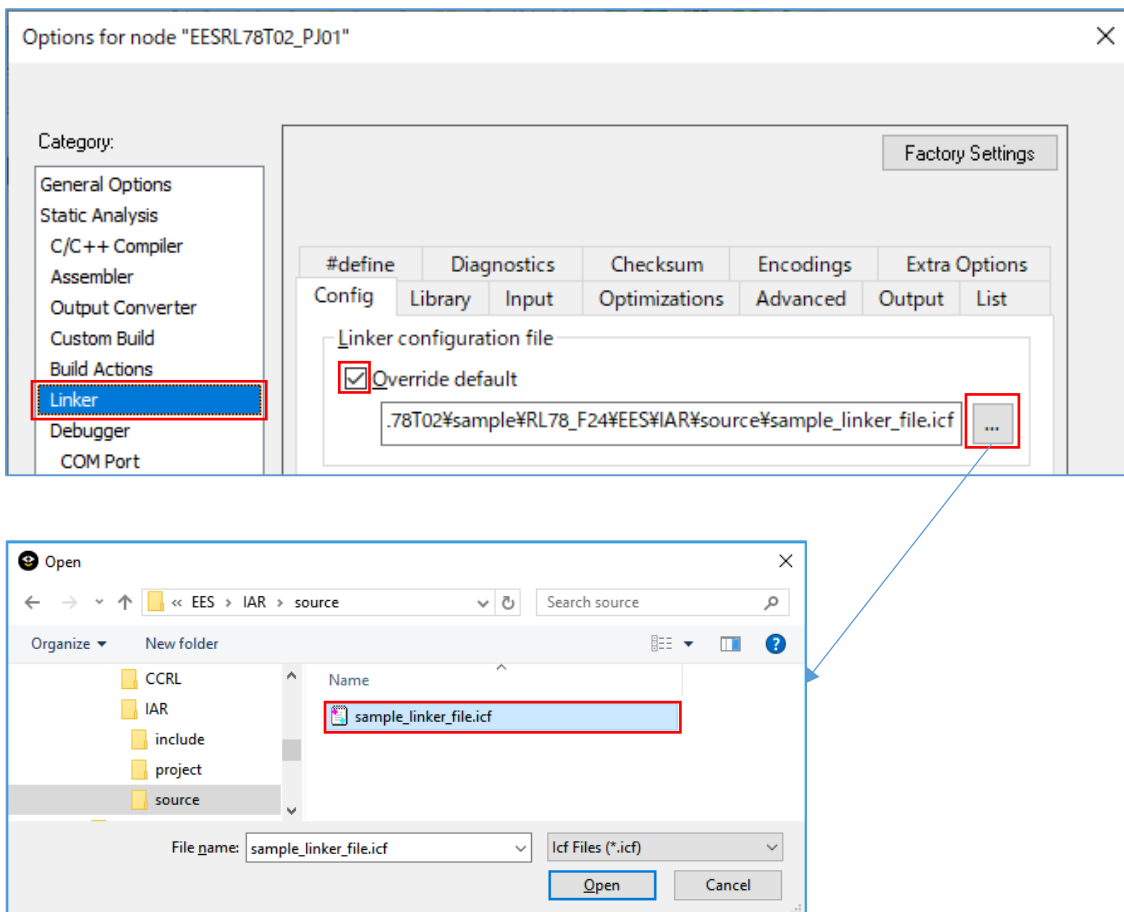 Options for node "EESRL78T02_PJ01"
Category:
General Options
Static Analysis
C/C++ Compiler
Assembler
Output Converter
Custom Build
Build Actions
Linker
Debugger
COM Port
Factory Settings
#define Diagnostics Checksum Encodings Extra Options
Config Library Input Optimizations Advanced Output List
Linker configuration file
Override default
.78T02¥sample¥RL78_F24¥EES¥IAR¥source¥sample_linker_file.icf ...
Open
« EES › IAR › source
Search source
Organize New folder
CCRL
IAR
include
project
source
Name
sample_linker_file.icf
File name: sample_linker_file.icf
Icf Files (*.icf)
Open Cancel